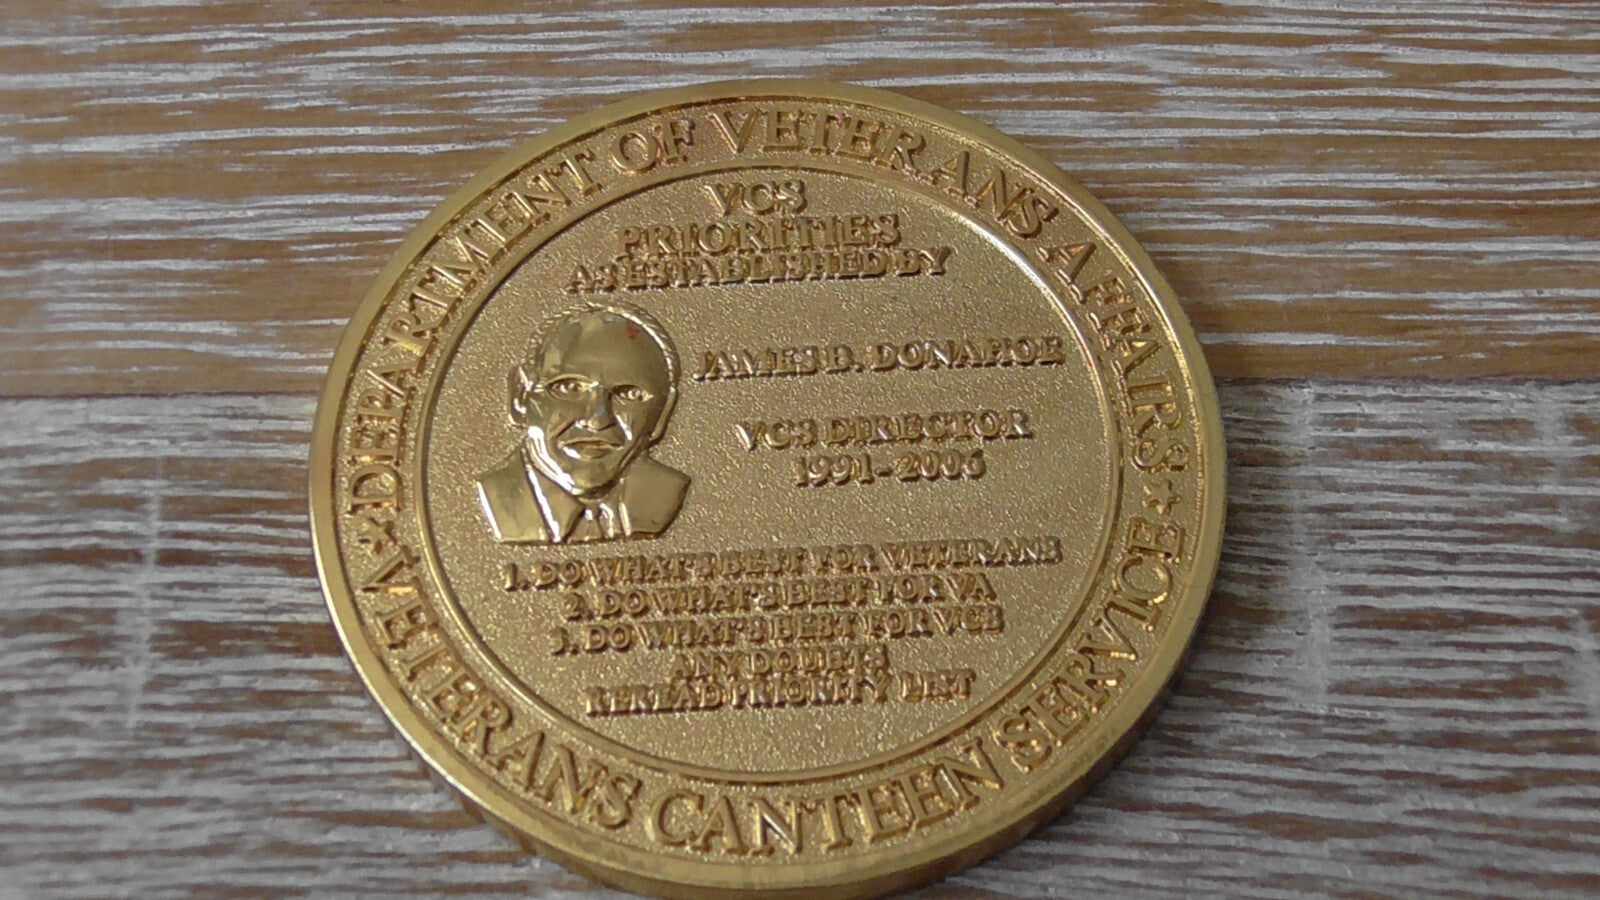 DEPARTMENT OF VETERANS AFFAIRS
VCS
PRIORITIES
AS ESTABLISHED BY
JAMES B. DONAHOE
VCS DIRECTOR
1991-2006
1. DO WHAT'S BEST FOR VETERANS
2. DO WHAT'S BEST FOR VA
3. DO WHAT'S BEST FOR VCS
ANY DOUBTS
REREAD PRIORITY LIST
VETERANS CANTEEN SERVICE